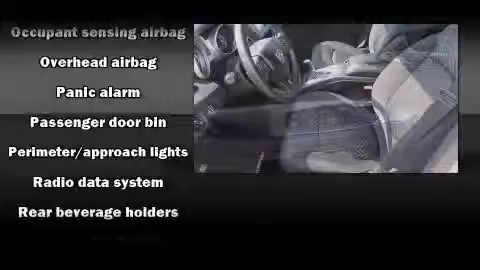 Occupant sensing airbag
Overhead airbag
Panic alarm
Passenger door bin
Perimeter/approach lights
Radio data system
Rear beverage holders